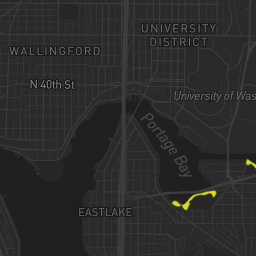 UNIVERSITY
DISTRICT
WALLINGFORD
N 40th St
University of Was
Portage Bay
EASTLAKE